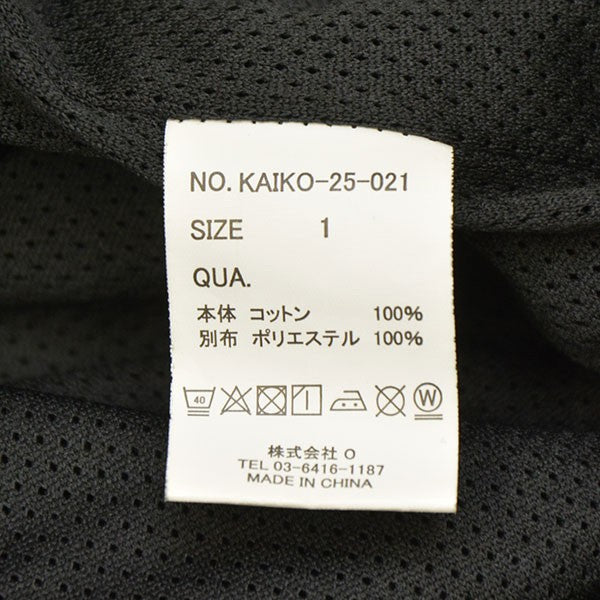 NO. KAIKO-25-021
SIZE 1
QUA.
本体 コットン 100%
別布 ポリエステル 100%
40 W
株式会社 O
TEL 03-6416-1187
MADE IN CHINA